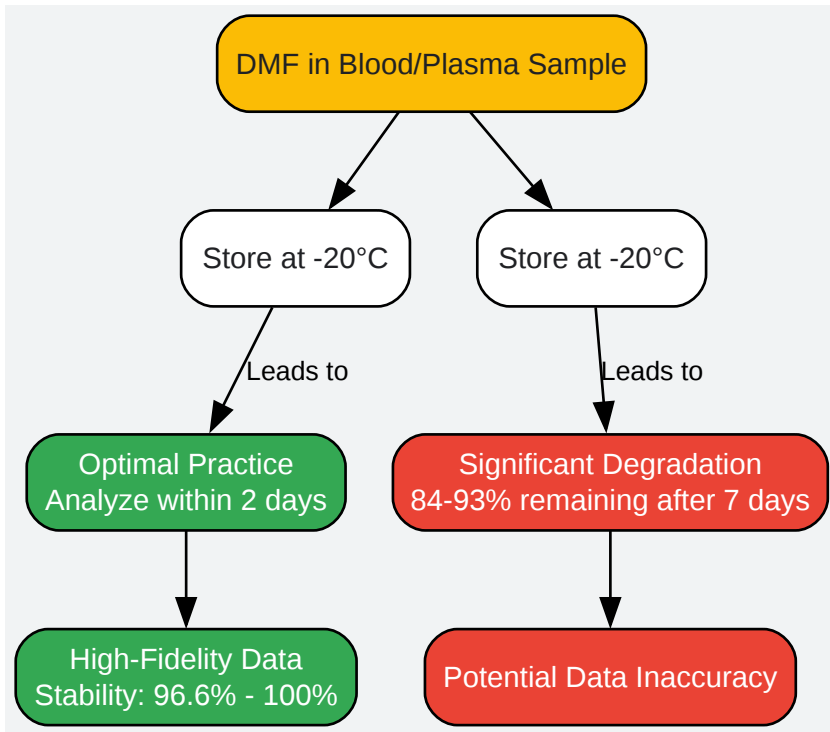 DMF in Blood/Plasma Sample
Store at -20°C
Store at -20°C
Leads to
Leads to
Optimal Practice
Analyze within 2 days
Significant Degradation
84-93% remaining after 7 days
High-Fidelity Data
Stability: 96.6% - 100%
Potential Data Inaccuracy